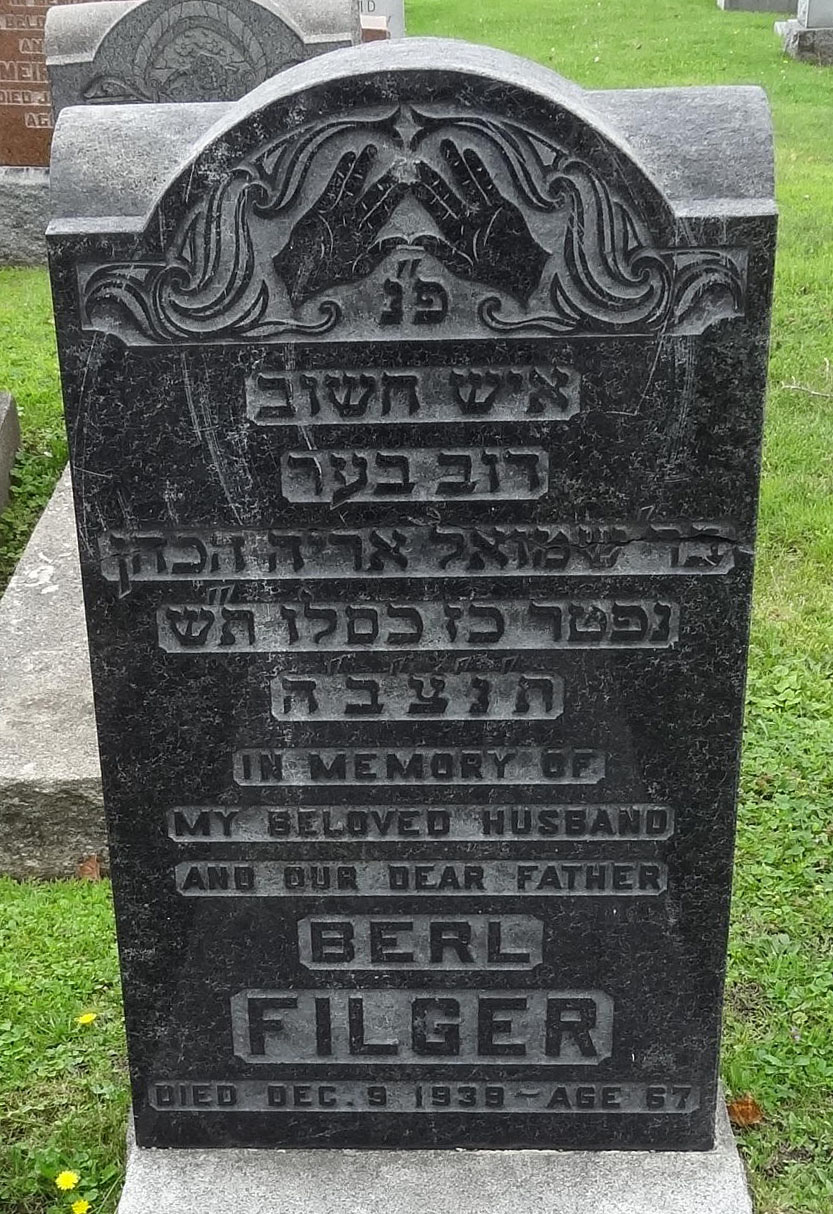 פ״נ
איש חשוב
דוב בער
בר שמואל אריה הכהן
נפטר כז כסלו ת״ש
ת׳נ׳צ׳ב׳ה
IN MEMORY OF
MY BELOVED HUSBAND
AND OUR DEAR FATHER
BERL
FILGER
DIED DEC. 9 1939 - AGE 67